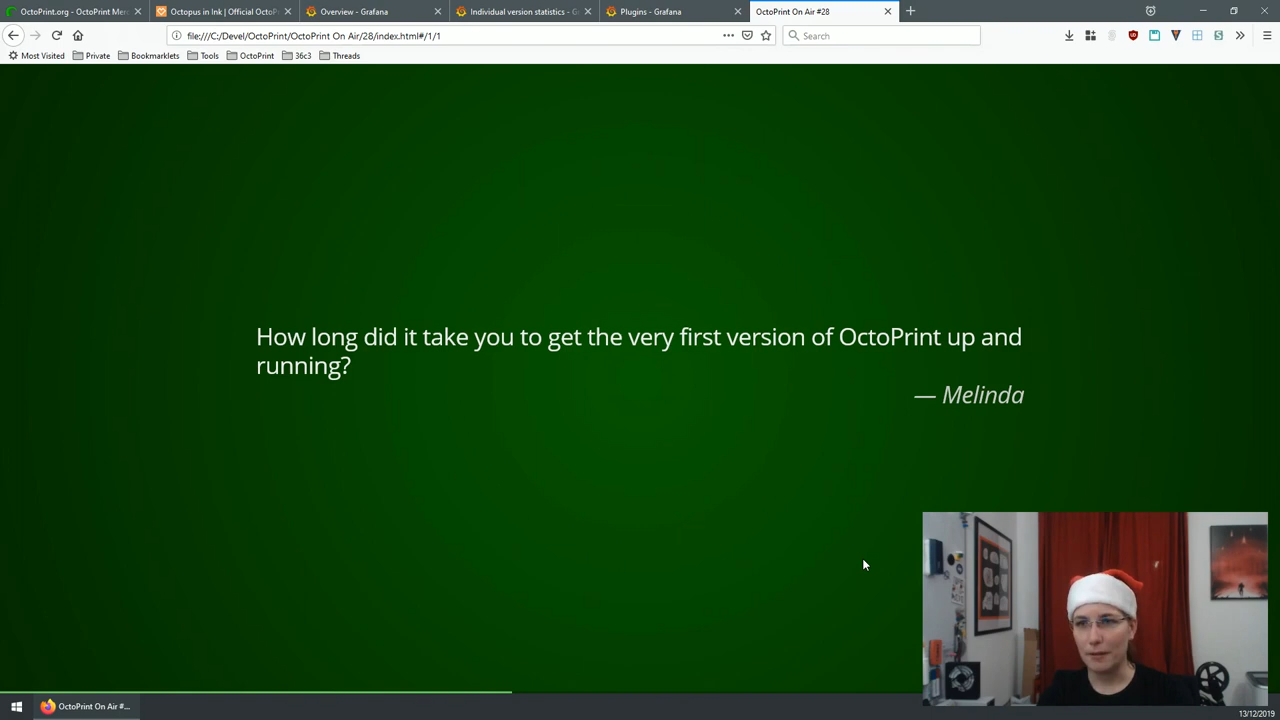 OctoPrint.org - OctoPrint Mer
Octopus in Ink | Official OctoP
Overview - Grafana
Individual version statistics - G
Plugins - Grafana
OctoPrint On Air #28
file:///C:/Devel/OctoPrint/OctoPrint On Air/28/index.html#/1/1
Search
Most Visited
Private
Bookmarklets
Tools
OctoPrint
36c3
Threads
How long did it take you to get the very first version of OctoPrint up and
running?
— Melinda
OctoPrint On Air #...
13/12/2019